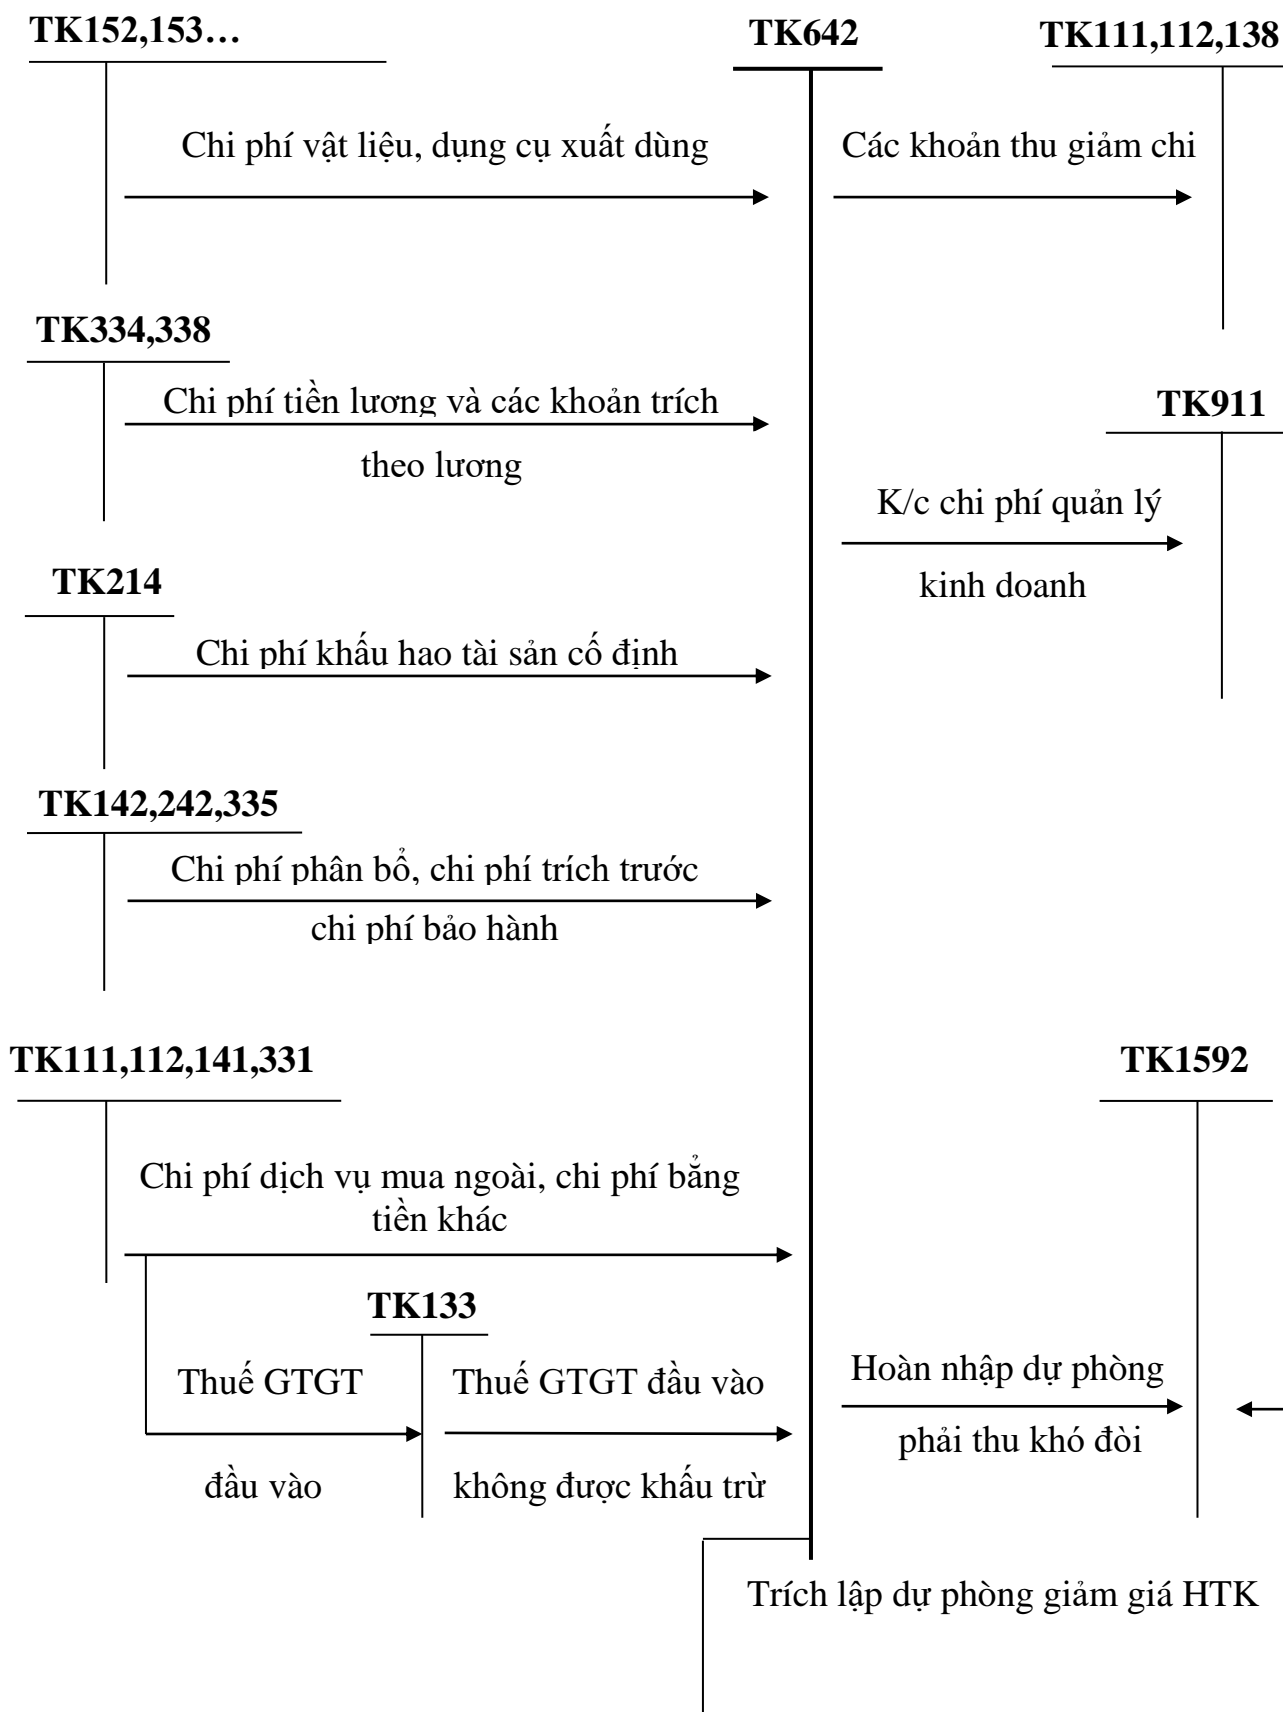 TK152,153…
TK642
TK111,112,138
Chi phí vật liệu, dụng cụ xuất dùng
Các khoản thu giảm chi
TK334,338
Chi phí tiền lương và các khoản trích
theo lương
TK911
K/c chi phí quản lý
kinh doanh
TK214
Chi phí khấu hao tài sản cố định
TK142,242,335
Chi phí phân bổ, chi phí trích trước
chi phí bảo hành
TK111,112,141,331
TK1592
Chi phí dịch vụ mua ngoài, chi phí bẳng
tiền khác
TK133
Thuế GTGT
đầu vào
Thuế GTGT đầu vào
không được khấu trừ
Hoàn nhập dự phòng
phải thu khó đòi
Trích lập dự phòng giảm giá HTK